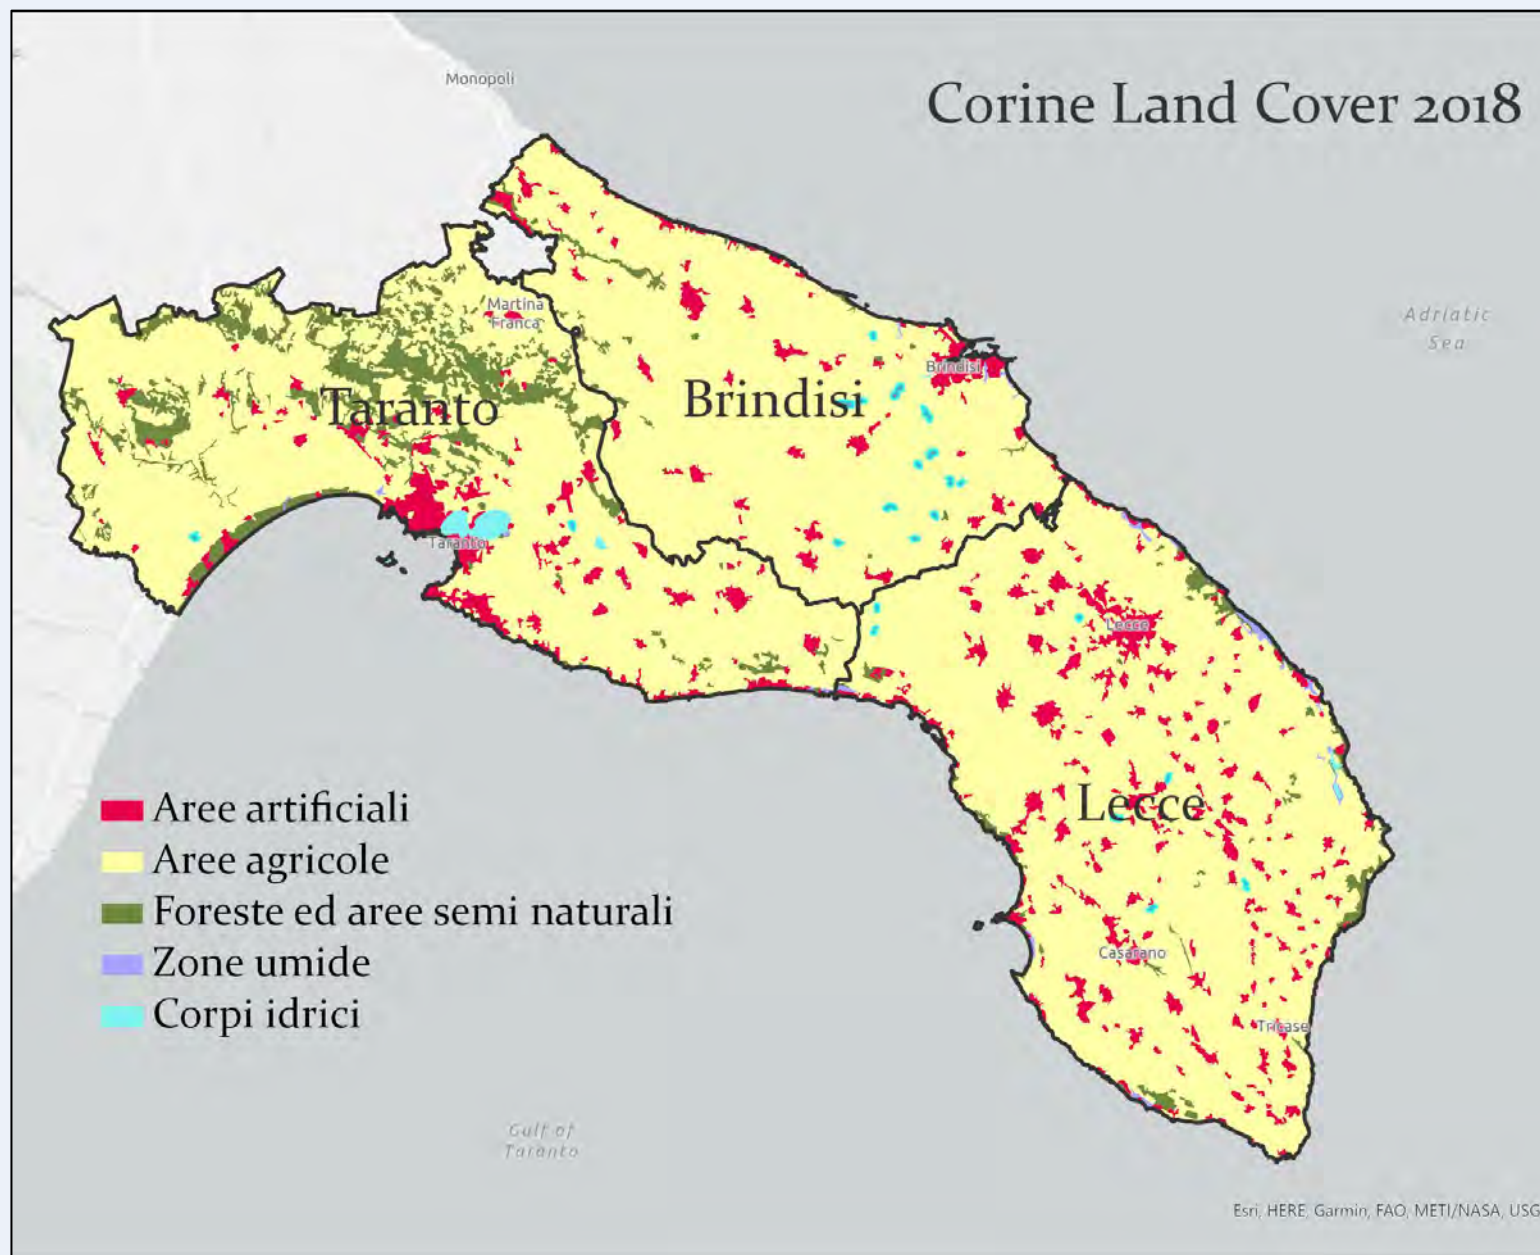 Monopoli
Corine Land Cover 2018
Martina
Franca
Adriatic
Sea
Brindisi
Taranto
Brindisi
Taranto
Lecce
Lecce
Aree artificiali
Aree agricole
Foreste ed aree semi naturali
Zone umide
Corpi idrici
Casarano
Tricase
Gulf of
Taranto
Esri, HERE, Garmin, FAO, METI/NASA, USG